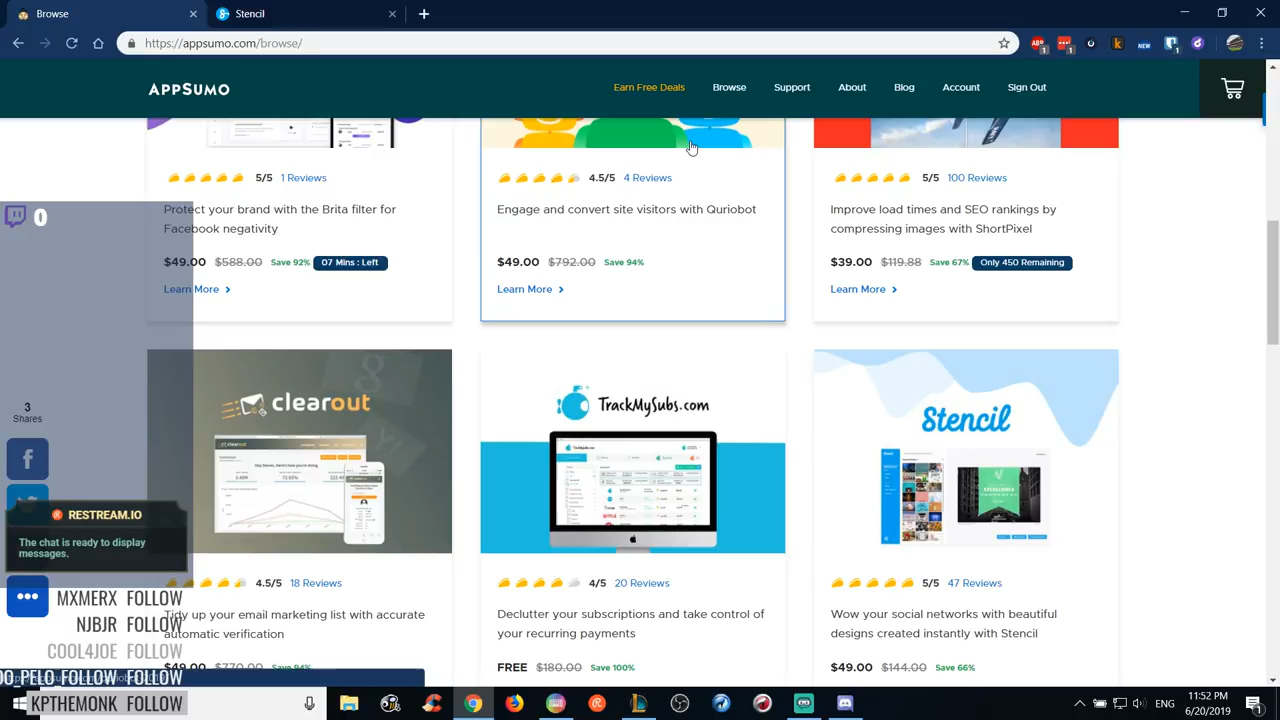 Browse
Stencil
https://appsumo.com/browse/
NEW
APPSUMO
Earn Free Deals
Browse
Support
About
Blog
Account
Sign Out
5/5 1 Reviews
Protect your brand with the Brita filter for
Facebook negativity
$49.00 $588.00 Save 92% 07 Mins : Left
Learn More
4.5/5 4 Reviews
Engage and convert site visitors with Quriobot
$49.00 $792.00 Save 94%
Learn More
5/5 100 Reviews
Improve load times and SEO rankings by
compressing images with ShortPixel
$39.00 $119.88 Save 67% Only 450 Remaining
Learn More
0
3
Shares
RESTREAM.IO
The chat is ready to display
messages.
clearout
TrackMySubs.com
Stencil
4.5/5 18 Reviews
Tidy up your email marketing list with accurate
automatic verification
$49.00 $770.00 Save 94%
4/5 20 Reviews
Declutter your subscriptions and take control of
your recurring payments
FREE $180.00 Save 100%
5/5 47 Reviews
Wow your social networks with beautiful
designs created instantly with Stencil
$49.00 $144.00 Save 66%
MXMERX FOLLOW
NJBJR FOLLOW
COOL4JOE FOLLOW
FOLLOW
KPTHEMONK FOLLOW
ENG
11:52 PM
6/20/2019